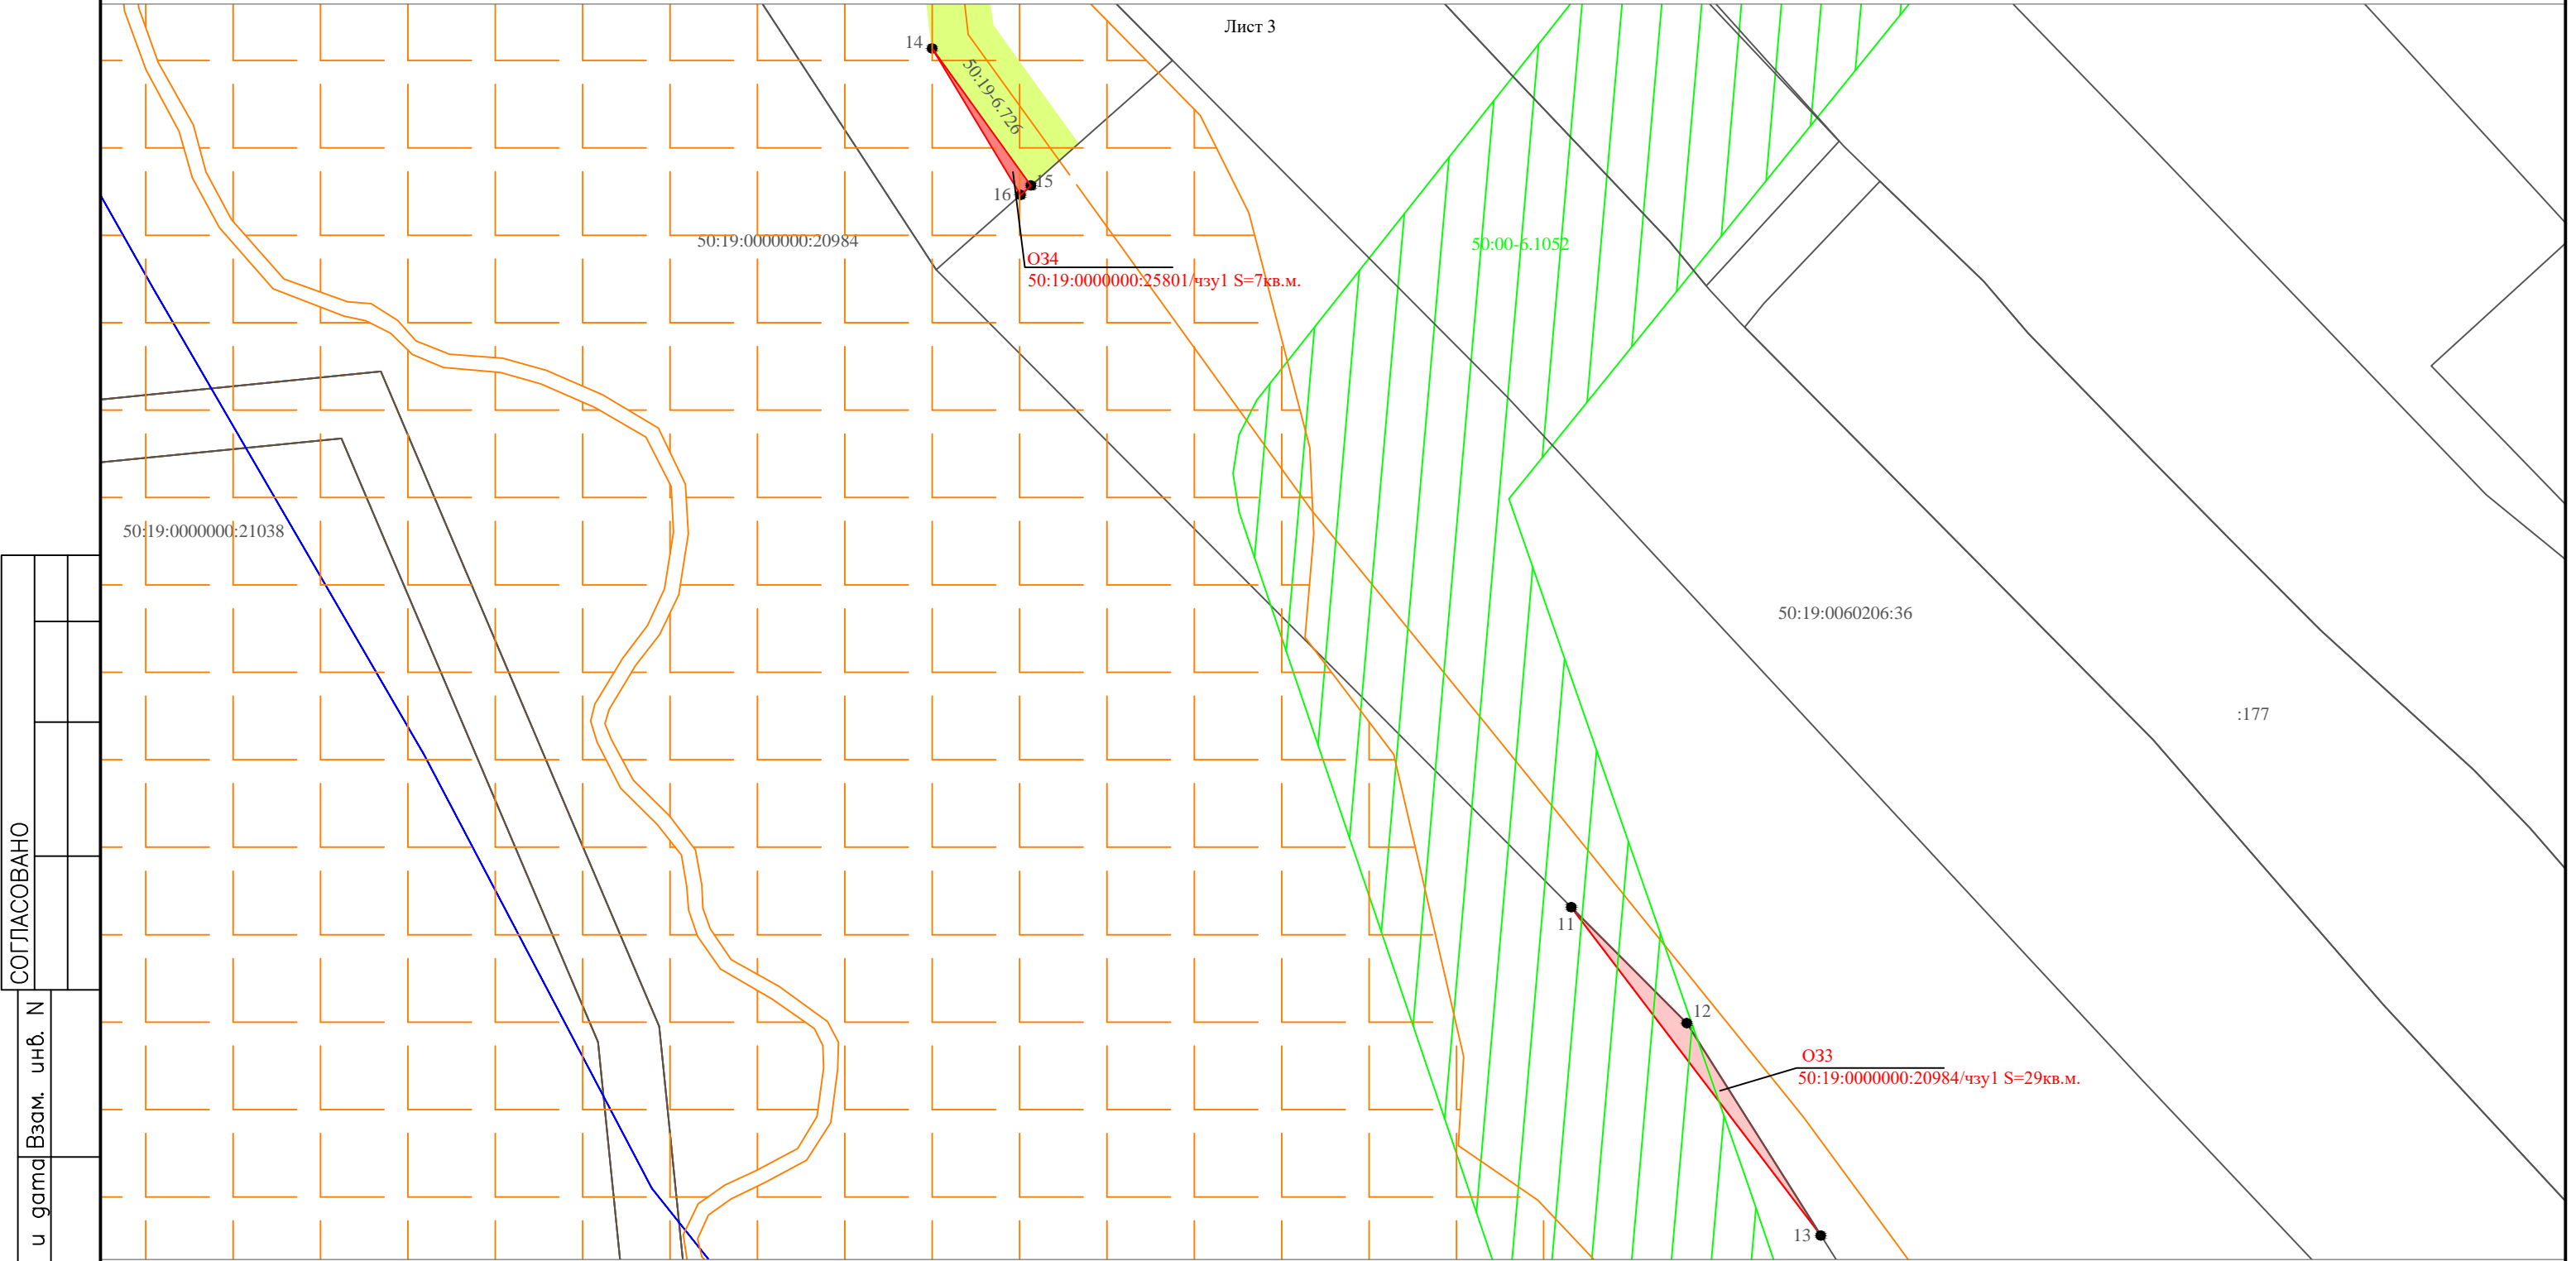 Лист 3
14
50:19-6.726
15
16
50:19:0000000:20984
ОЗ4
50:19:0000000:25801/чзу1 S=7кв.м.
50:00-6.1052
50:19:0000000:21038
50:19:0060206:36
:177
11
12
ОЗ3
50:19:0000000:20984/чзу1 S=29кв.м.
13
СОГЛАСОВАНО
Взам. инв. N
и дата